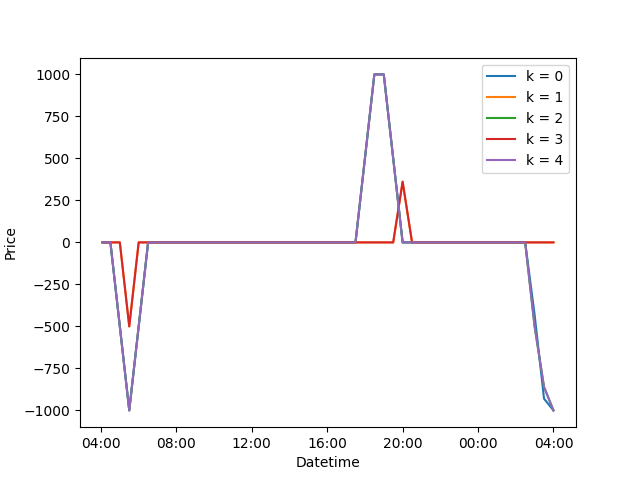 k = 0
k = 1
k = 2
k = 3
k = 4
1000
750
500
250
0
−250
−500
−750
−1000
Price
04:00 08:00 12:00 16:00 20:00 00:00 04:00
Datetime